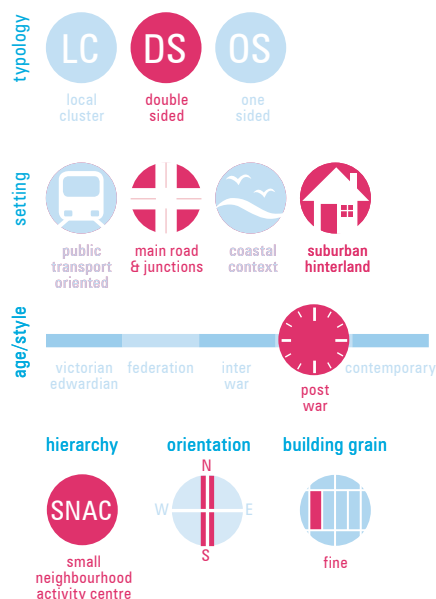 typology
LC
DS
OS
local
cluster
double
sided
one
sided
setting
public
transport
oriented
main road
& junctions
coastal
context
suburban
hinterland
age/style
victorian
edwardian
federation
inter
war
post
war
contemporary
hierarchy
orientation
building grain
SNAC
small
neighbourhood
activity centre
N
W
E
S
fine